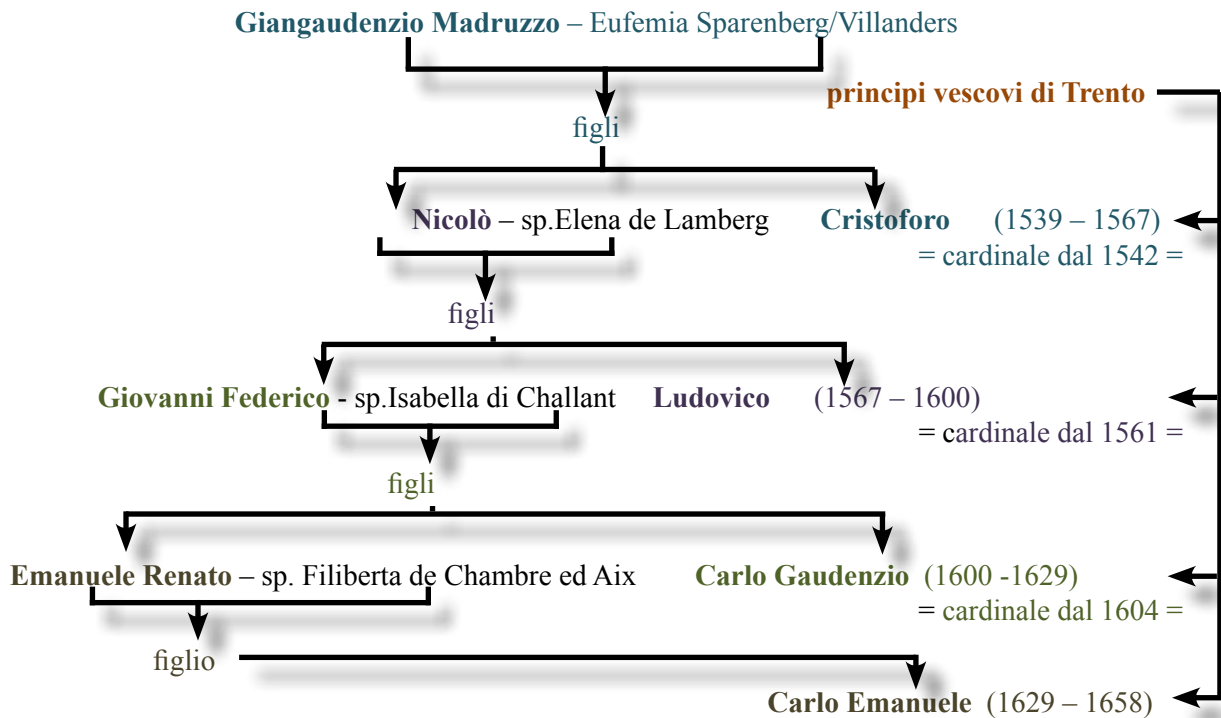 Giangaudenzio Madruzzo – Eufemia Sparenberg/Villanders
principi vescovi di Trento
figli
Nicolò – sp.Elena de Lamberg
Cristoforo (1539 – 1567)
= cardinale dal 1542 =
figli
Giovanni Federico - sp.Isabella di Challant
Ludovico (1567 – 1600)
= cardinale dal 1561 =
figli
Emanuele Renato – sp. Filiberta de Chambre ed Aix
Carlo Gaudenzio (1600 -1629)
= cardinale dal 1604 =
figlio
Carlo Emanuele (1629 – 1658)